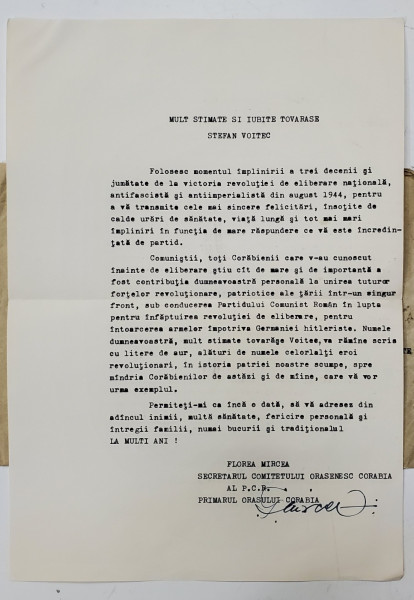 MULT STIMATE SI IUBITE TOVARASE
STEFAN VOITEC
Folosesc momentul împlinirii a trei decenii şi
jumătate de la victoria revoluţiei de eliberare naţională,
antifascistă şi antiimperialistă din august 1944, pentru
a vă transmite cele mai sincere felicitări, însoţite de
calde urări de sănătate, viaţă lungă şi tot mai mari
împliniri în funcţia de mare răspundere ce vă este încredin-
ţată de partid.
Comuniştii, toţi Corăbienii care v-au cunoscut
înainte de eliberare ştiu cît de mare şi de importantă a
fost contribuţia dumneavoastră personală la unirea tuturor
forţelor revoluţionare, patriotice ale ţării într-un singur
front, sub conducerea Partidului Comunist Român în lupta
pentru înfăptuirea revoluţiei de eliberare, pentru
întoarcerea armelor împotriva Germaniei hitleriste. Numele
dumneavoastră, mult stimate tovarăşe Voitec, va rămîne scris
cu litere de aur, alături de numele celorlalţi eroi
revoluţionari, în istoria patriei noastre scumpe, spre
mîndria Corăbienilor de astăzi şi de mîine, care vă vor
urma exemplul.
Permiteţi-mi ca încă o dată, să vă adresez din
adîncul inimii, multă sănătate, fericire personală şi
întregii familii, numai bucurii şi tradiţionalul
LA MULTI ANI !
FLOREA MIRCEA
SECRETARUL COMITETULUI ORASENESC CORABIA
AL P.C.R.
PRIMARUL ORASULUI CORABIA